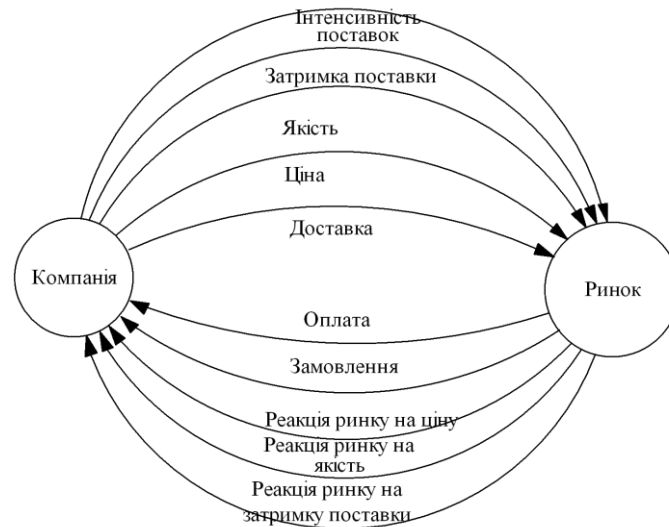 Інтенсивність
поставок
Затримка поставки
Якість
Ціна
Доставка
Компанія
Ринок
Оплата
Замовлення
Реакція ринку на ціну
Реакція ринку на
якість
Реакція ринку на
затримку поставки